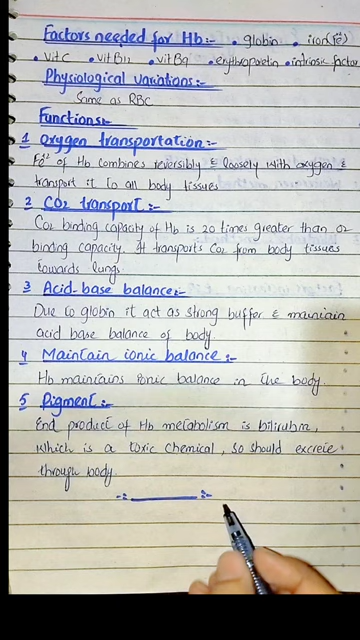 Factors needed for Hb:- • globin • iron(Fe²)
• vit C • vit B12 • vit B9 • erythropoietin • intrinsic factor
Physiological variations:-
Same as RBC
Functions:-
1 Oxygen transportation:-
Fe² of Hb combines reversibly & loosely with oxygen &
transport it to all body tissues
2 CO2 transport:-
CO2 binding capacity of Hb is 20 times greater than O2
binding capacity. It transports CO2 from body tissues
towards lungs.
3 Acid-base balance:-
Due to globin it act as strong buffer & maintain
acid base balance of body
4 Maintain ionic balance:-
Hb maintains ionic balance in the body.
5 Pigment:-
End product of Hb metabolism is bilirubin,
which is a toxic chemical, so should excrete
through body.